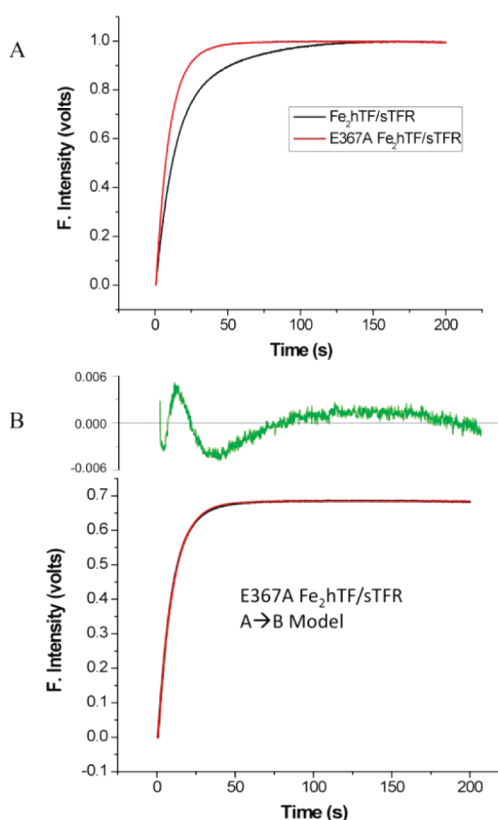 A
F. Intensity (volts)
1.0
0.8
0.6
0.4
0.2
0.0
Fe₂hTF/sTFR
E367A Fe₂hTF/sTFR
0 50 100 150 200
Time (s)
B
0.006
0.000
-0.006
F. Intensity (volts)
0.7
0.6
0.5
0.4
0.3
0.2
0.1
0.0
-0.1
E367A Fe₂hTF/sTFR
A→B Model
0 50 100 150 200
Time (s)